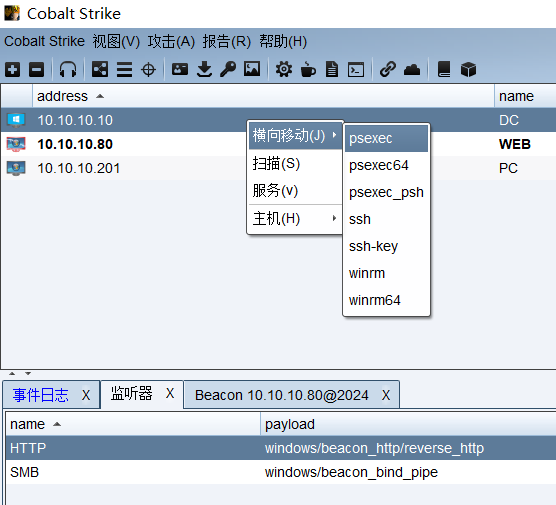 Cobalt Strike
Cobalt Strike 视图(V) 攻击(A) 报告(R) 帮助(H)
address name
10.10.10.10 DC
10.10.10.80 WEB
10.10.10.201 PC
横向移动(J)
扫描(S)
服务(v)
主机(H)
psexec
psexec64
psexec_psh
ssh
ssh-key
winrm
winrm64
事件日志 X 监听器 X Beacon 10.10.10.80@2024 X
name payload
HTTP windows/beacon_http/reverse_http
SMB windows/beacon_bind_pipe